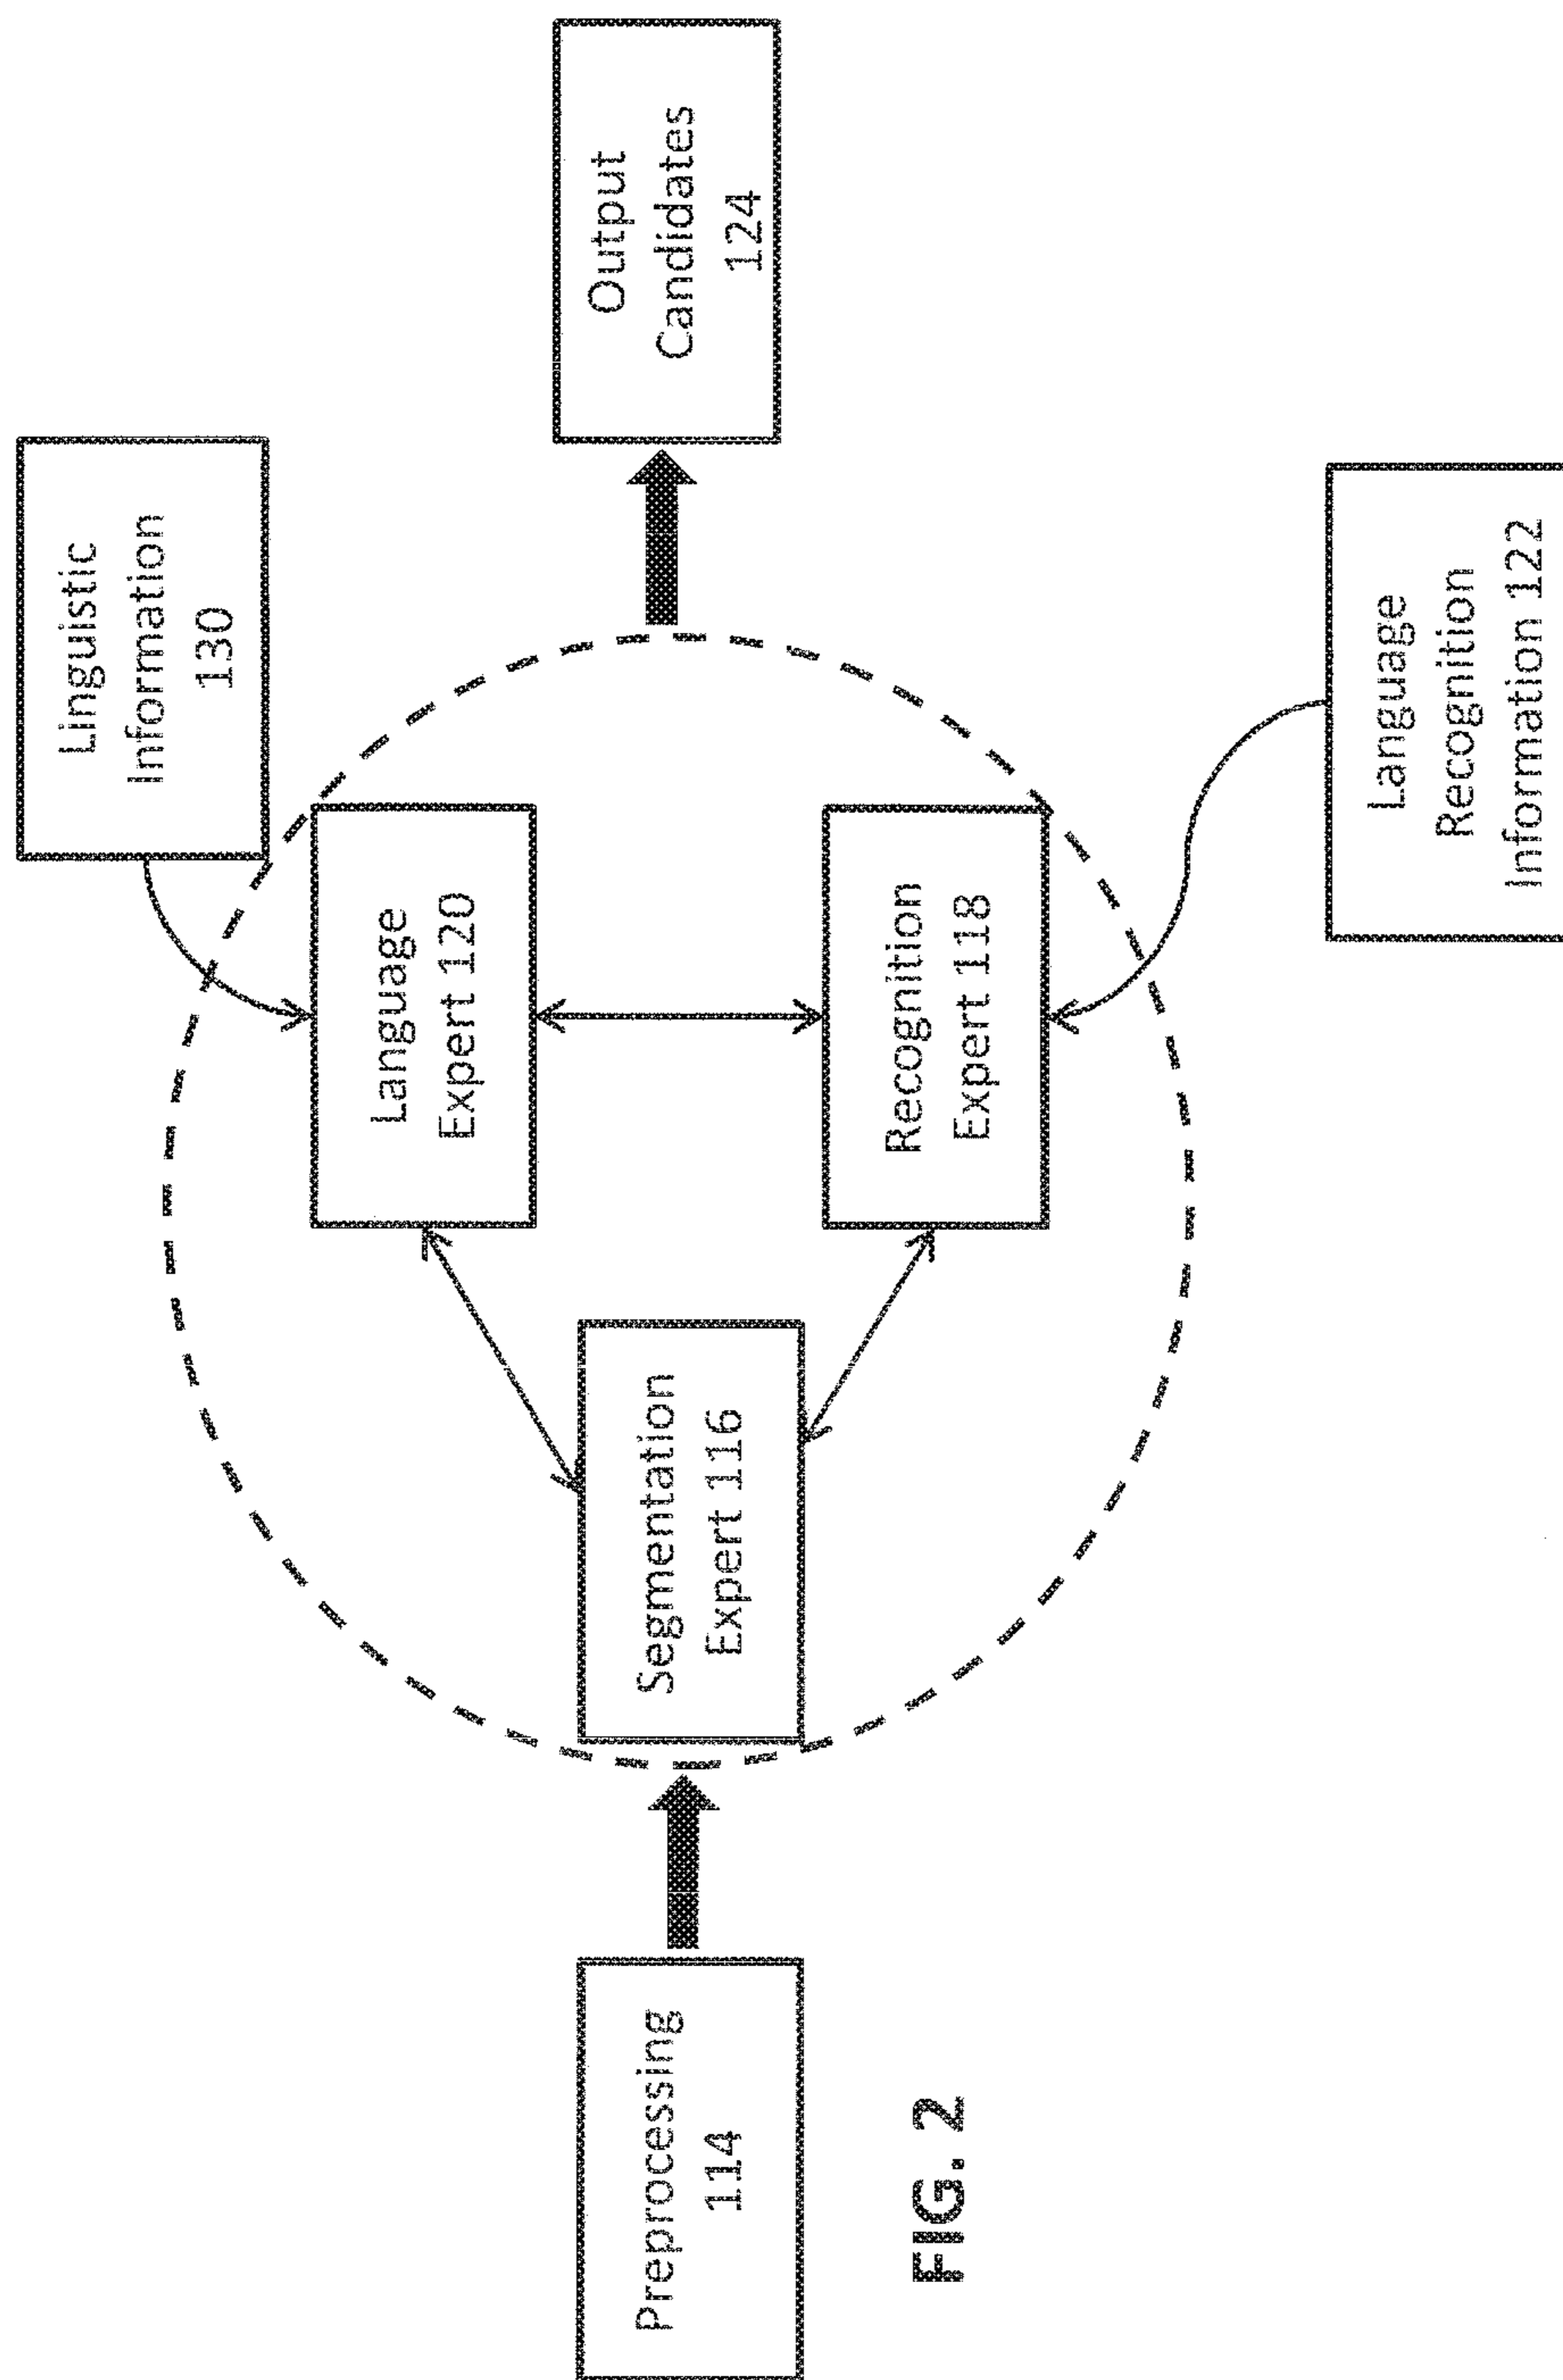 Preprocessing
114
Segmentation
Expert 116
Language
Expert 120
Recognition
Expert 118
Linguistic
Information
130
Language
Recognition
Information 122
Output
Candidates
124
FIG. 2